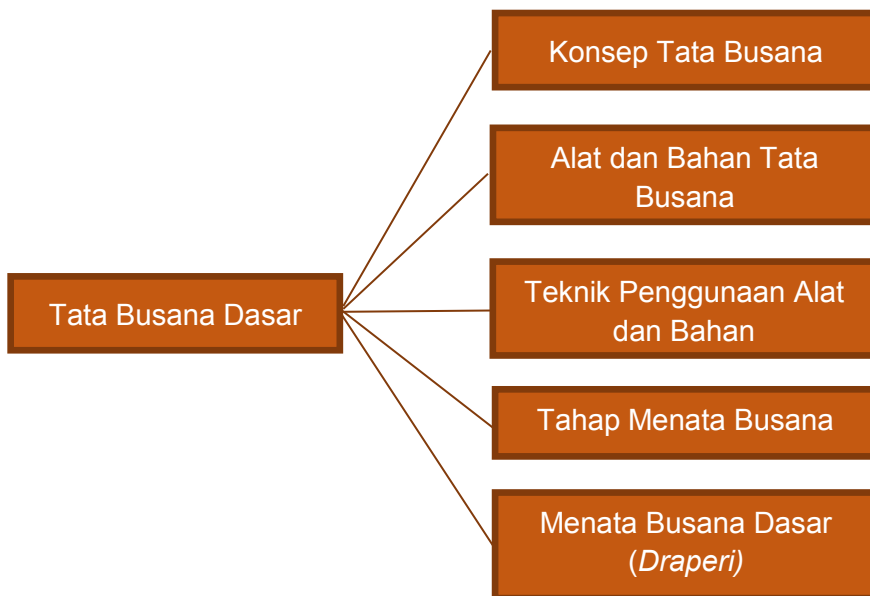 Konsep Tata Busana
Alat dan Bahan Tata
Busana
Tata Busana Dasar
Teknik Penggunaan Alat
dan Bahan
Tahap Menata Busana
Menata Busana Dasar
(Draperi)